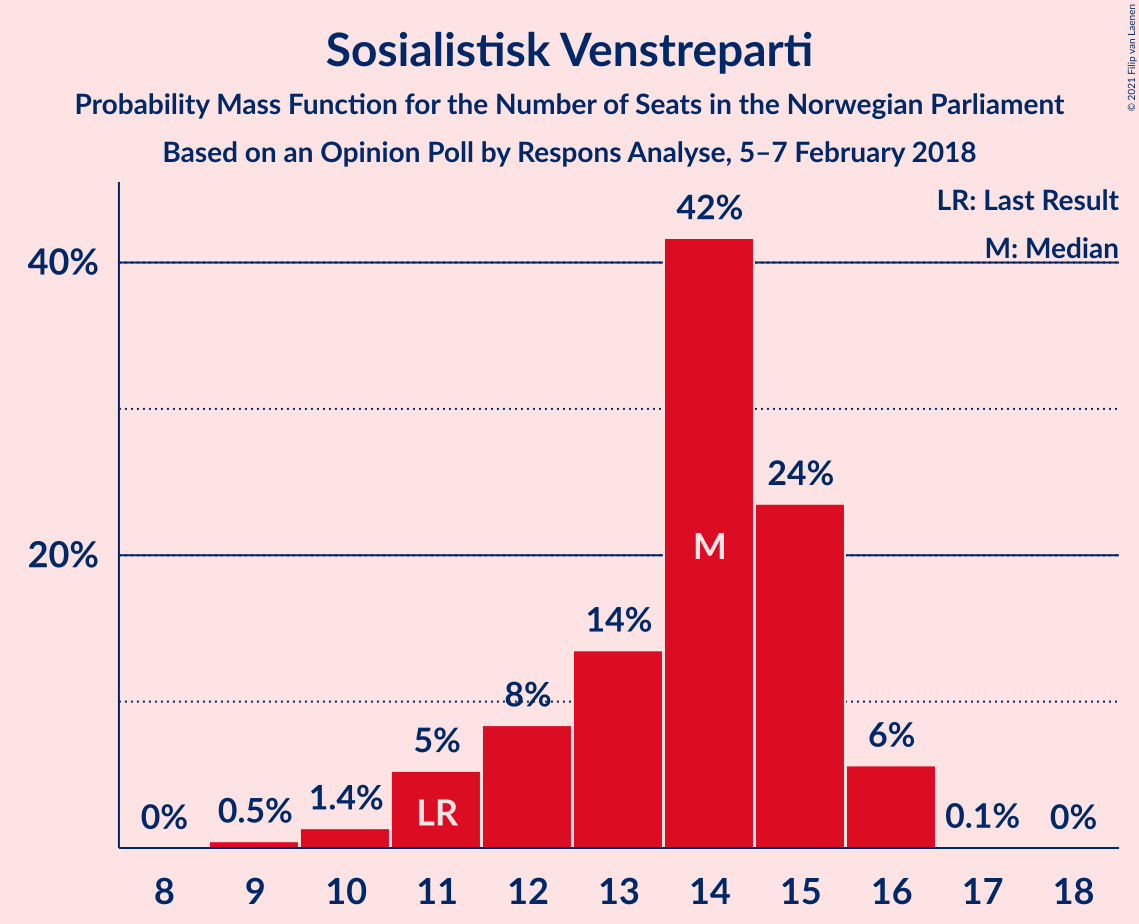 Sosialistisk Venstreparti
Probability Mass Function for the Number of Seats in the Norwegian Parliament
Based on an Opinion Poll by Respons Analyse, 5–7 February 2018
© 2021 Filip van Laenen
LR: Last Result
M: Median
40%
20%
0%
0.5%
1.4%
5%
8%
14%
42%
24%
6%
0.1%
0%
LR
M
8 9 10 11 12 13 14 15 16 17 18